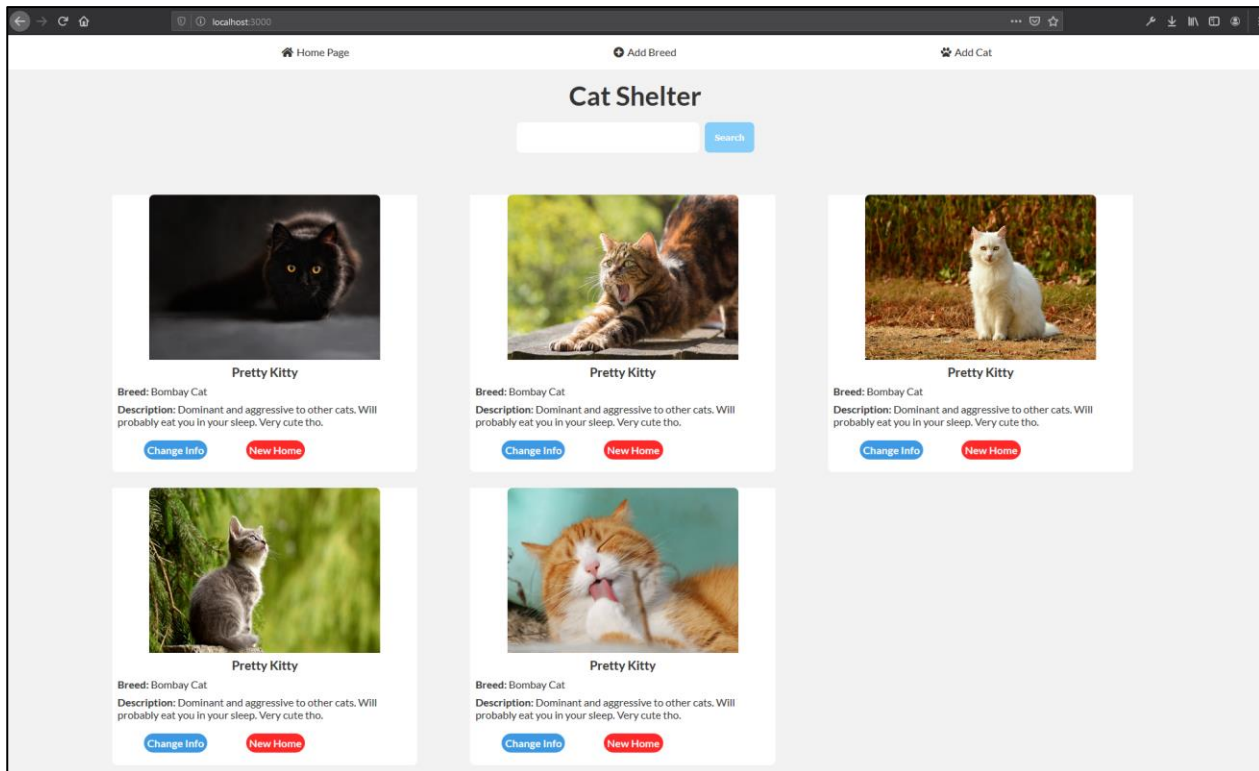 localhost:3000
Home Page
Add Breed
Add Cat
Cat Shelter
Search
Pretty Kitty
Breed: Bombay Cat
Description: Dominant and aggressive to other cats. Will
probably eat you in your sleep. Very cute tho.
Change Info
New Home
Pretty Kitty
Breed: Bombay Cat
Description: Dominant and aggressive to other cats. Will
probably eat you in your sleep. Very cute tho.
Change Info
New Home
Pretty Kitty
Breed: Bombay Cat
Description: Dominant and aggressive to other cats. Will
probably eat you in your sleep. Very cute tho.
Change Info
New Home
Pretty Kitty
Breed: Bombay Cat
Description: Dominant and aggressive to other cats. Will
probably eat you in your sleep. Very cute tho.
Change Info
New Home
Pretty Kitty
Breed: Bombay Cat
Description: Dominant and aggressive to other cats. Will
probably eat you in your sleep. Very cute tho.
Change Info
New Home